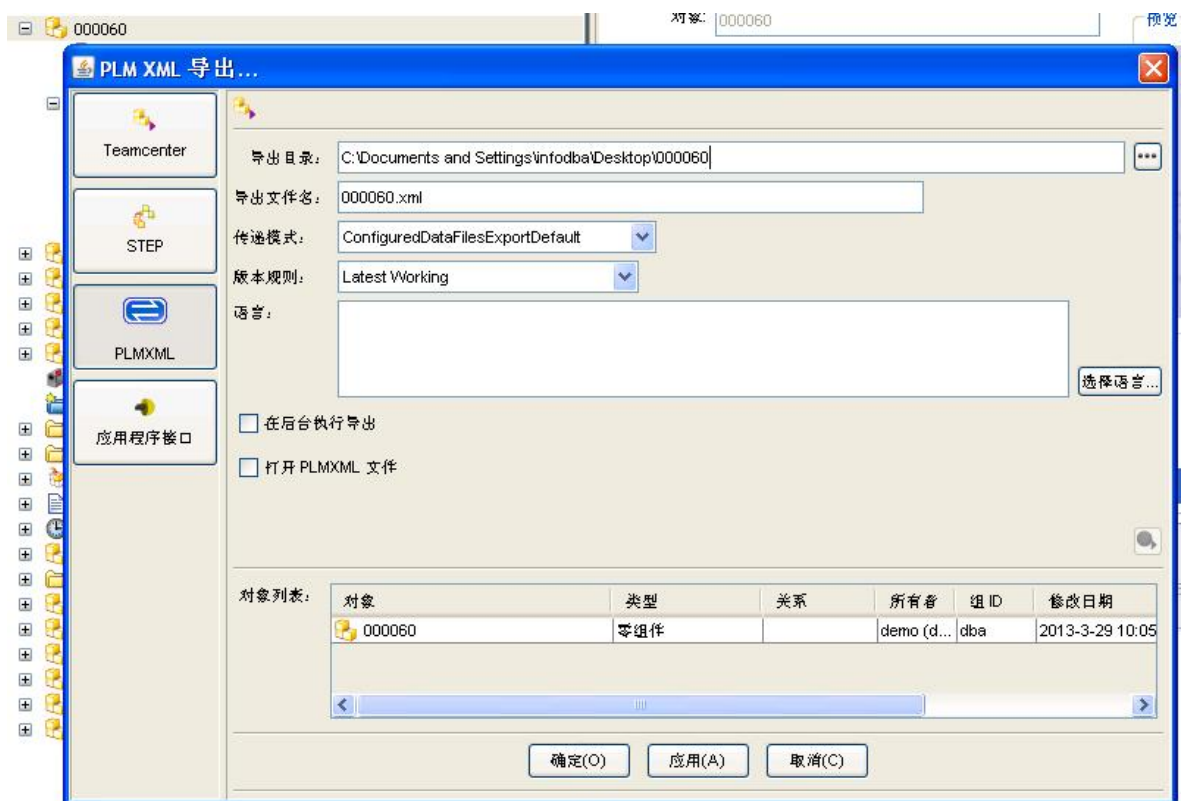 000060
对象:
000060
预览
PLM XML 导出...
Teamcenter
STEP
PLMXML
应用程序接口
导出目录:
C:\Documents and Settings\infodba\Desktop\000060
导出文件名:
000060.xml
传递模式:
ConfiguredDataFilesExportDefault
版本规则:
Latest Working
语言:
选择语言...
在后台执行导出
打开 PLMXML 文件
对象列表:
对象 类型 关系 所有者 组 ID 修改日期
000060 零组件 demo (d... dba 2013-3-29 10:05
确定(O) 应用(A) 取消(C)